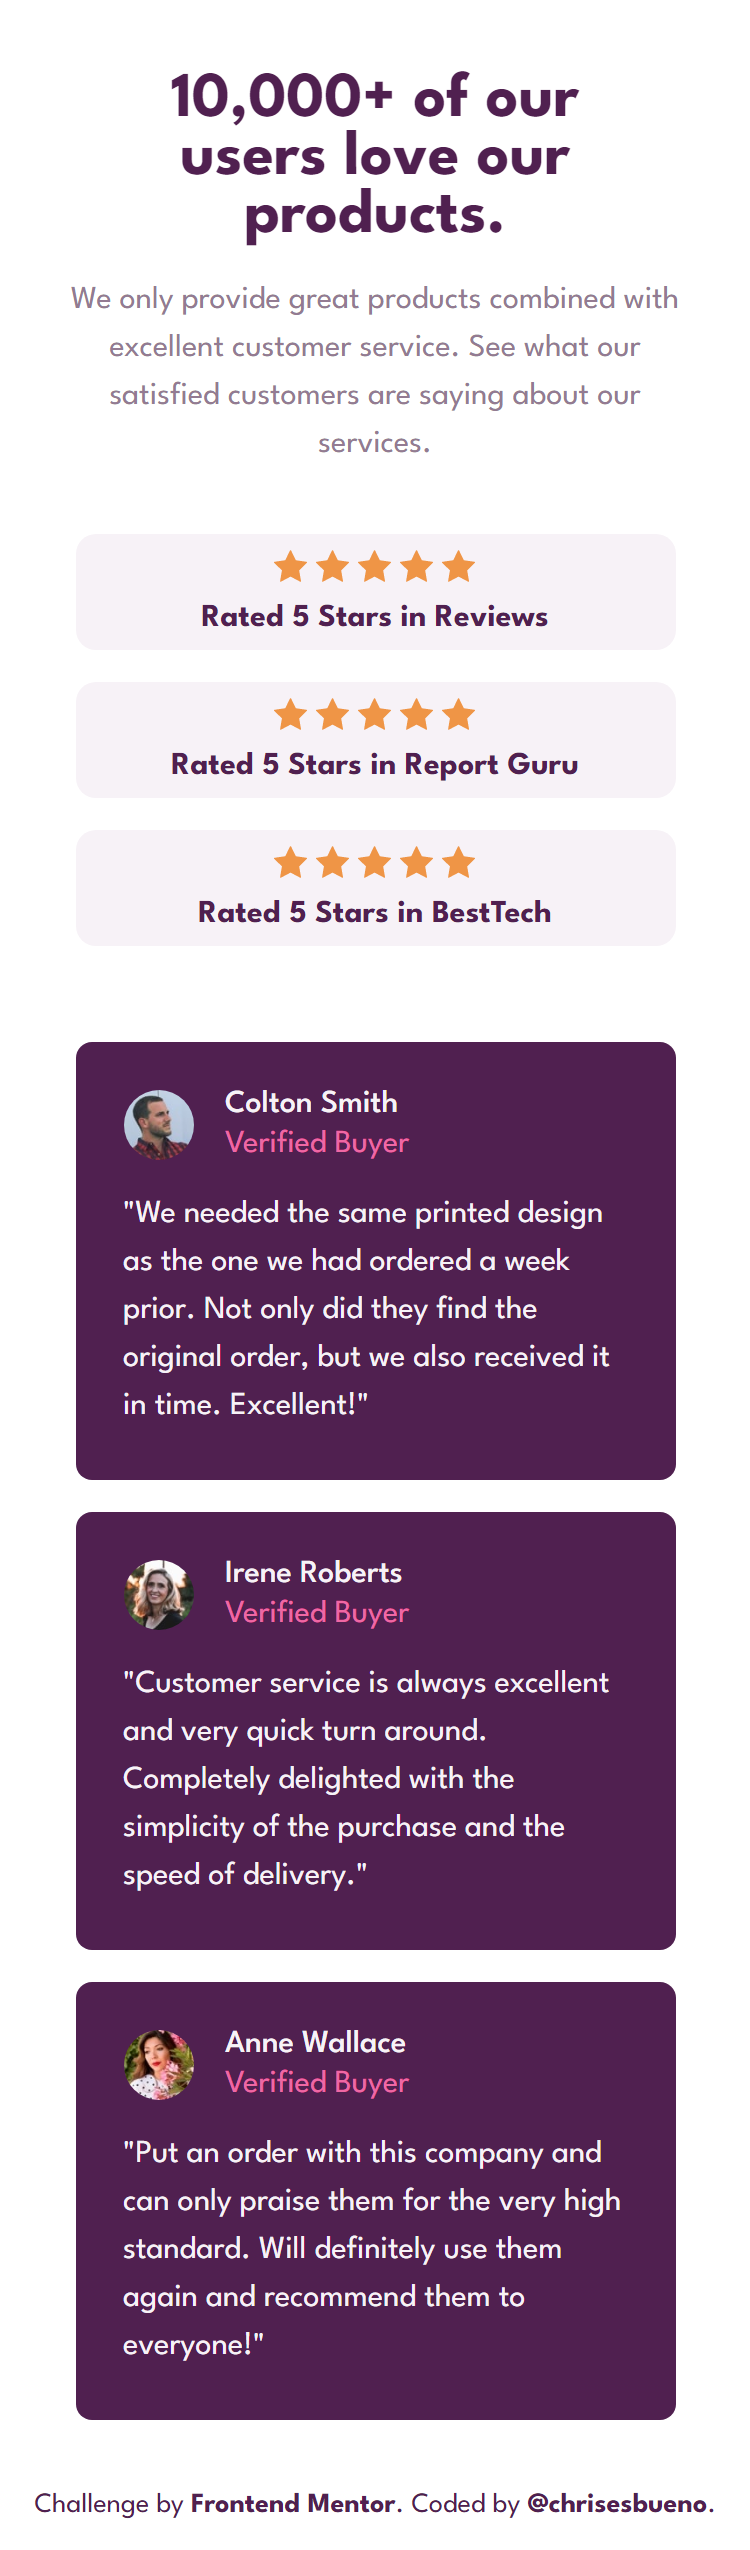 10,000+ of our
users love our
products.
We only provide great products combined with
excellent customer service. See what our
satisfied customers are saying about our
services.
Rated 5 Stars in Reviews
Rated 5 Stars in Report Guru
Rated 5 Stars in BestTech
Colton Smith
Verified Buyer
"We needed the same printed design
as the one we had ordered a week
prior. Not only did they find the
original order, but we also received it
in time. Excellent!"
Irene Roberts
Verified Buyer
"Customer service is always excellent
and very quick turn around.
Completely delighted with the
simplicity of the purchase and the
speed of delivery."
Anne Wallace
Verified Buyer
"Put an order with this company and
can only praise them for the very high
standard. Will definitely use them
again and recommend them to
everyone!"
Challenge by Frontend Mentor. Coded by @chrisesbueno.